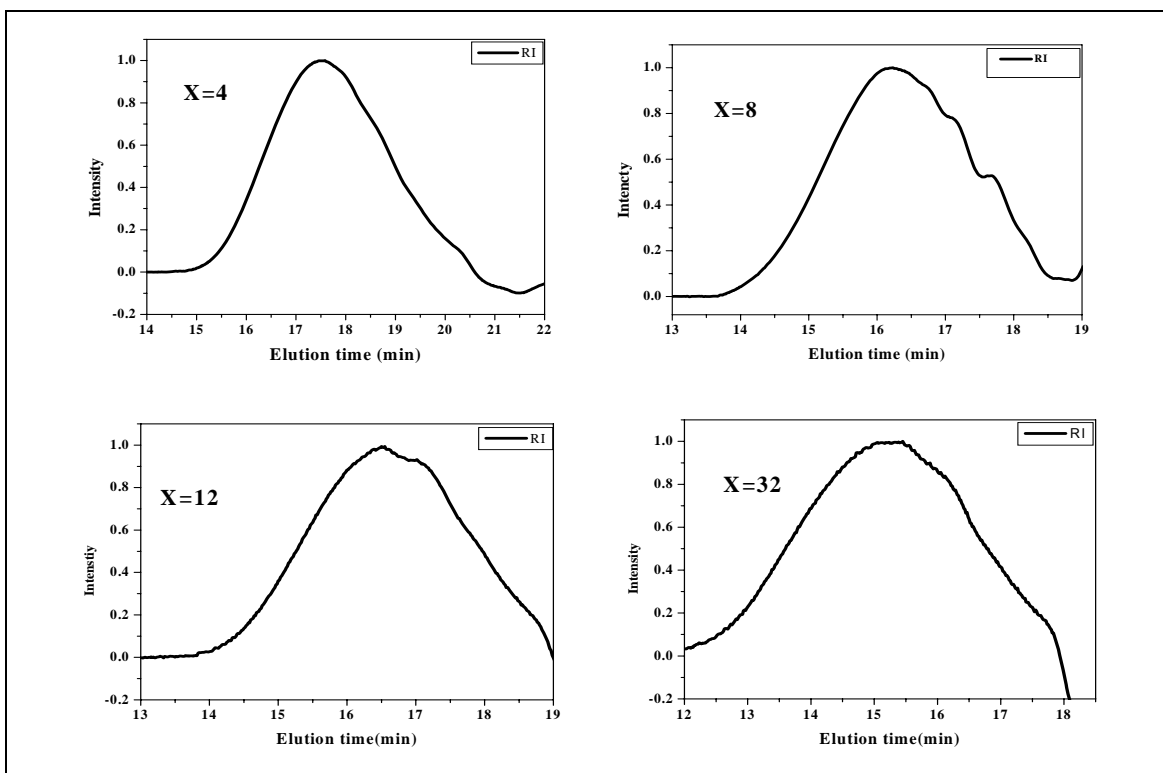 RI
X=4
Intensity
1.0
0.8
0.6
0.4
0.2
0.0
-0.2
14 15 16 17 18 19 20 21 22
Elution time (min)
RI
X=8
Intencty
1.0
0.8
0.6
0.4
0.2
0.0
13 14 15 16 17 18 19
Elution time (min)
RI
X=12
Intenstiy
1.0
0.8
0.6
0.4
0.2
0.0
-0.2
13 14 15 16 17 18 19
Elution time(min)
RI
X=32
Intensity
1.0
0.8
0.6
0.4
0.2
0.0
-0.2
12 13 14 15 16 17 18
Elution time(min)